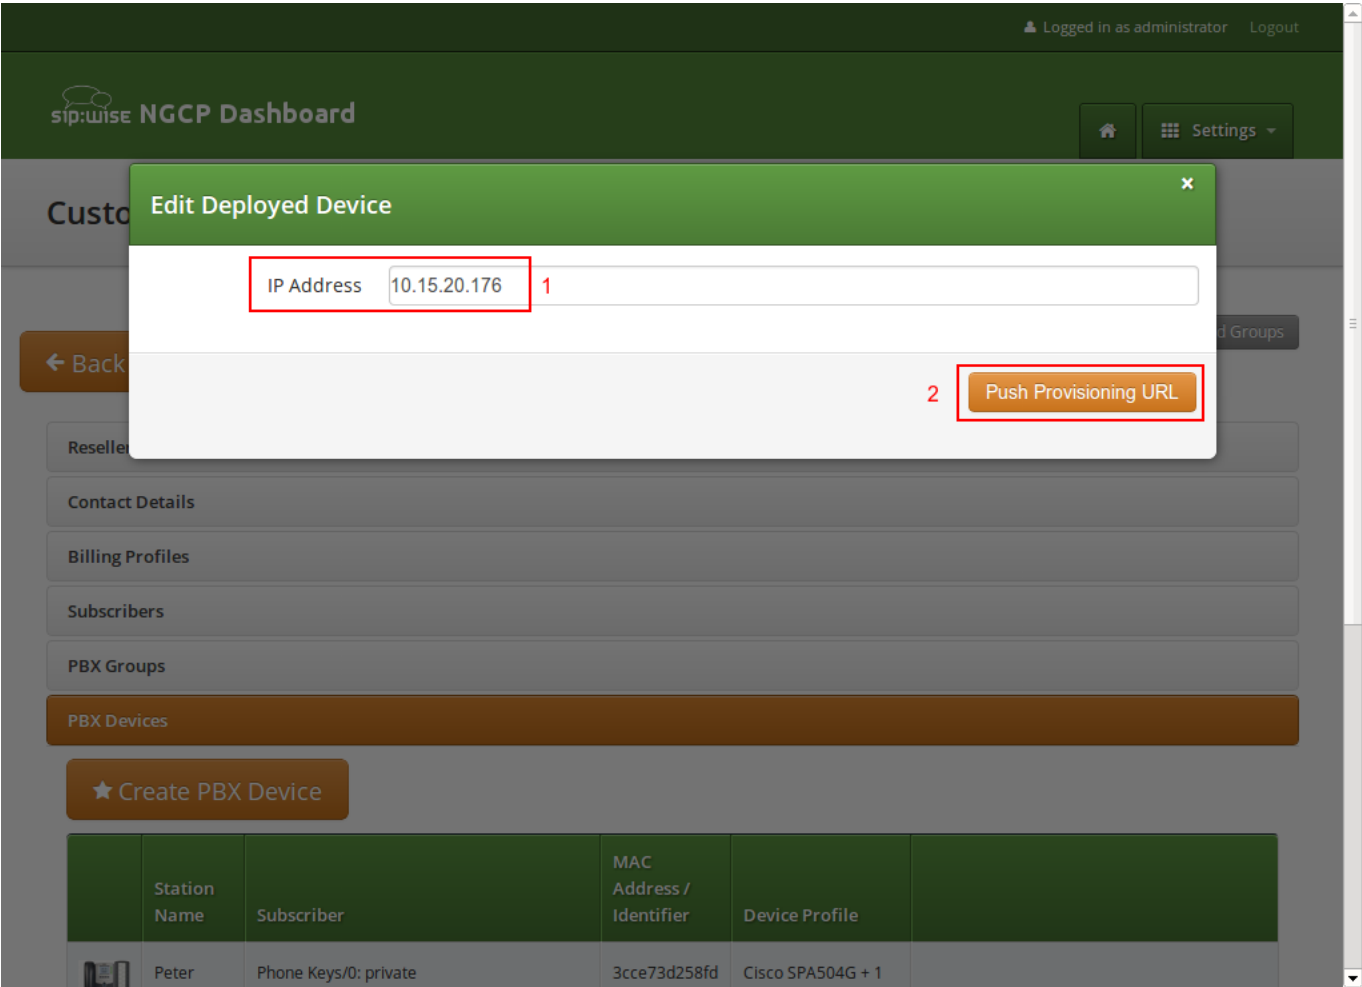 Logged in as administrator Logout
sip:wise NGCP Dashboard
Settings
Custo
Edit Deployed Device
×
IP Address 10.15.20.176 1
d Groups
Back
2 Push Provisioning URL
Reseller
Contact Details
Billing Profiles
Subscribers
PBX Groups
PBX Devices
Create PBX Device
Station Name
Subscriber
MAC Address / Identifier
Device Profile
Peter Phone Keys/0: private 3cce73d258fd Cisco SPA504G + 1